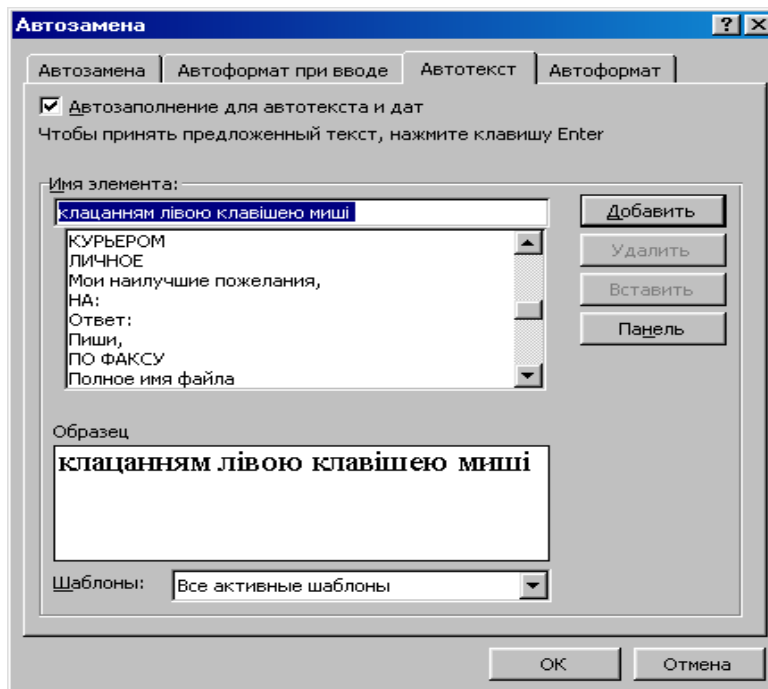 Автозамена
Автозамена Автоформат при вводе Автотекст Автоформат
Автозаполнение для автотекста и дат
Чтобы принять предложенный текст, нажмите клавишу Enter
Имя элемента:
клацанням лівою клавішею миші
Добавить
КУРЬЕРОМ
ЛИЧНОЕ
Мои наилучшие пожелания,
НА:
Ответ:
Пиши,
ПО ФАКСУ
Полное имя файла
Удалить
Вставить
Панель
Образец
клацанням лівою клавішею миші
Шаблоны: Все активные шаблоны
ОК Отмена